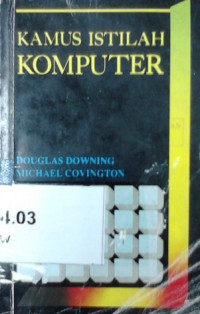 KAMUS ISTILAH
KOMPUTER
DOUGLAS DOWNING
MICHAEL COVINGTON
4.03